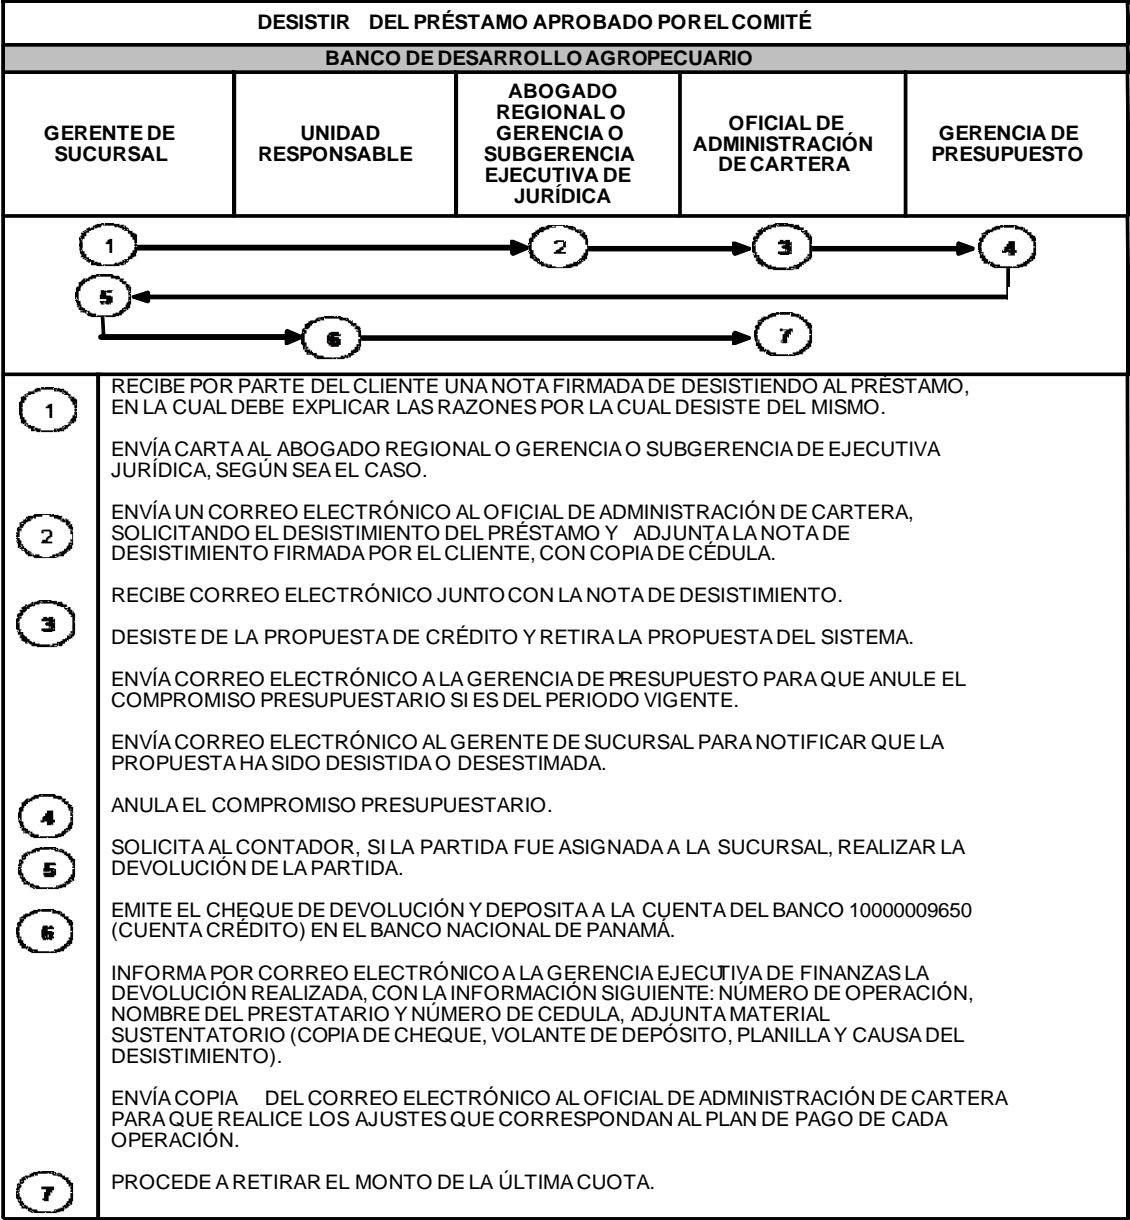 DESISTIR DEL PRÉSTAMO APROBADO POR EL COMITÉ
BANCO DE DESARROLLO AGROPECUARIO
GERENTE DE
SUCURSAL
UNIDAD
RESPONSABLE
ABOGADO
REGIONAL O
GERENCIA O
SUBGERENCIA
EJECUTIVA DE
JURÍDICA
OFICIAL DE
ADMINISTRACIÓN
DE CARTERA
GERENCIA DE
PRESUPUESTO
1
2
3
4
5
6
7
1
RECIBE POR PARTE DEL CLIENTE UNA NOTA FIRMADA DE DESISTIENDO AL PRÉSTAMO,
EN LA CUAL DEBE EXPLICAR LAS RAZONES POR LA CUAL DESISTE DEL MISMO.
ENVÍA CARTA AL ABOGADO REGIONAL O GERENCIA O SUBGERENCIA DE EJECUTIVA
JURÍDICA, SEGÚN SEA EL CASO.
2
ENVÍA UN CORREO ELECTRÓNICO AL OFICIAL DE ADMINISTRACIÓN DE CARTERA,
SOLICITANDO EL DESISTIMIENTO DEL PRÉSTAMO Y ADJUNTA LA NOTA DE
DESISTIMIENTO FIRMADA POR EL CLIENTE, CON COPIA DE CÉDULA.
3
RECIBE CORREO ELECTRÓNICO JUNTO CON LA NOTA DE DESISTIMIENTO.
DESISTE DE LA PROPUESTA DE CRÉDITO Y RETIRA LA PROPUESTA DEL SISTEMA.
ENVÍA CORREO ELECTRÓNICO A LA GERENCIA DE PRESUPUESTO PARA QUE ANULE EL
COMPROMISO PRESUPUESTARIO SI ES DEL PERIODO VIGENTE.
ENVÍA CORREO ELECTRÓNICO AL GERENTE DE SUCURSAL PARA NOTIFICAR QUE LA
PROPUESTA HA SIDO DESISTIDA O DESESTIMADA.
4
ANULA EL COMPROMISO PRESUPUESTARIO.
5
SOLICITA AL CONTADOR, SI LA PARTIDA FUE ASIGNADA A LA SUCURSAL, REALIZAR LA
DEVOLUCIÓN DE LA PARTIDA.
6
EMITE EL CHEQUE DE DEVOLUCIÓN Y DEPOSITA A LA CUENTA DEL BANCO 10000009650
(CUENTA CRÉDITO) EN EL BANCO NACIONAL DE PANAMÁ.
INFORMA POR CORREO ELECTRÓNICO A LA GERENCIA EJECUTIVA DE FINANZAS LA
DEVOLUCIÓN REALIZADA, CON LA INFORMACIÓN SIGUIENTE: NÚMERO DE OPERACIÓN,
NOMBRE DEL PRESTATARIO Y NÚMERO DE CEDULA, ADJUNTA MATERIAL
SUSTENTATORIO (COPIA DE CHEQUE, VOLANTE DE DEPÓSITO, PLANILLA Y CAUSA DEL
DESISTIMIENTO).
ENVÍA COPIA DEL CORREO ELECTRÓNICO AL OFICIAL DE ADMINISTRACIÓN DE CARTERA
PARA QUE REALICE LOS AJUSTES QUE CORRESPONDAN AL PLAN DE PAGO DE CADA
OPERACIÓN.
7
PROCEDE A RETIRAR EL MONTO DE LA ÚLTIMA CUOTA.